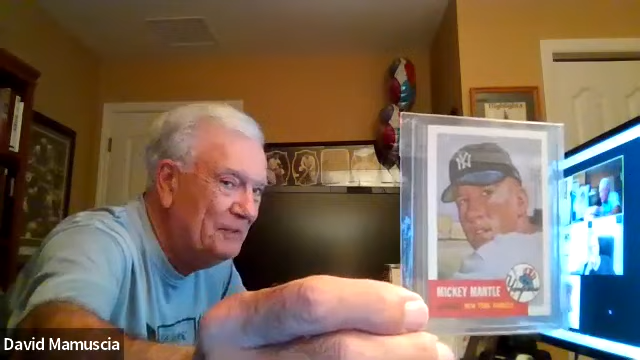 NY
MICKEY MANTLE
NEW YORK YANKEES
David Mamuscia